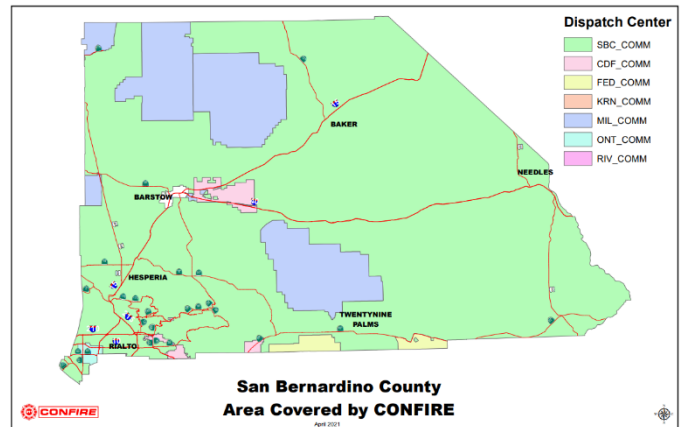 Dispatch Center
SBC_COMM
CDF_COMM
FED_COMM
KRN_COMM
MIL_COMM
ONT_COMM
RIV_COMM
BAKER
NEEDLES
BARSTOW
HESPERIA
TWENTYNINE
PALMS
RIALTO
San Bernardino County
Area Covered by CONFIRE
CONFIRE
April 2021